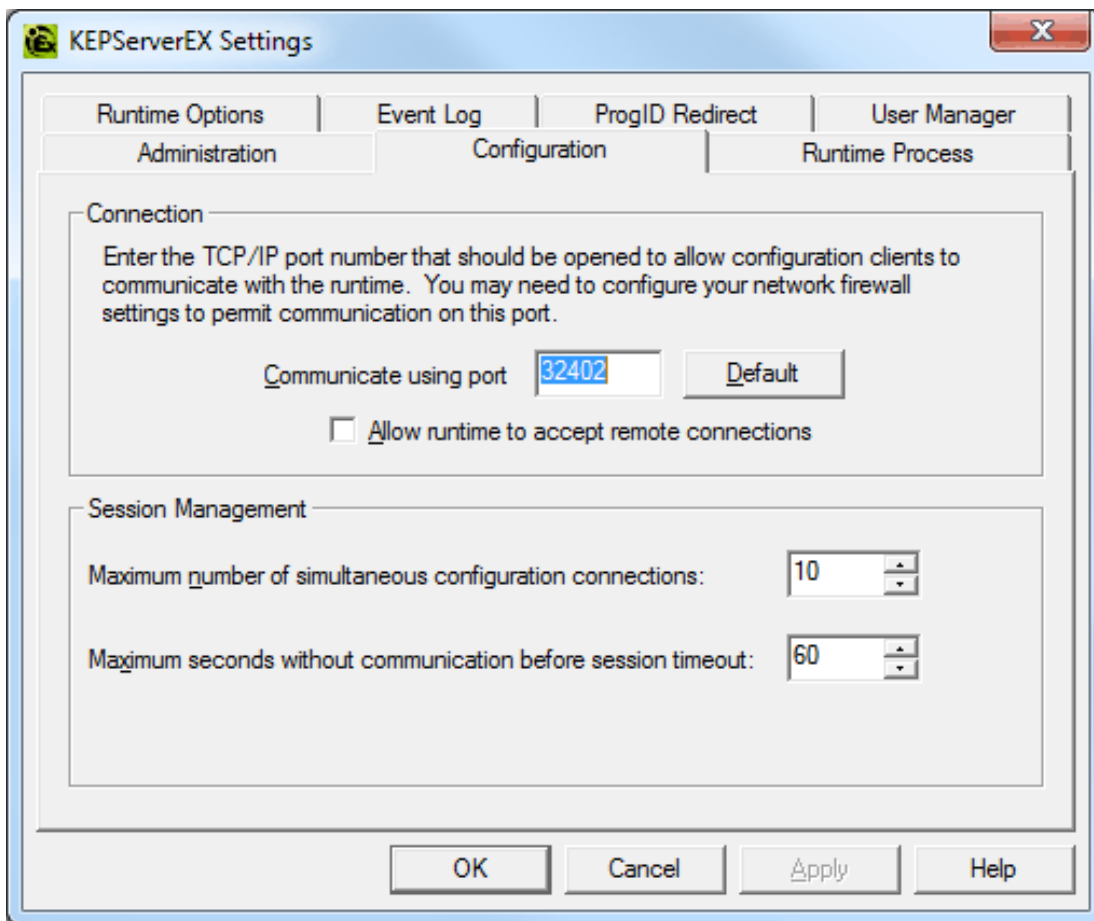 KEPServerEX Settings
Runtime Options
Event Log
ProgID Redirect
User Manager
Administration
Configuration
Runtime Process
Connection
Enter the TCP/IP port number that should be opened to allow configuration clients to
communicate with the runtime. You may need to configure your network firewall
settings to permit communication on this port.
Communicate using port 32402 Default
Allow runtime to accept remote connections
Session Management
Maximum number of simultaneous configuration connections: 10
Maximum seconds without communication before session timeout: 60
OK Cancel Apply Help